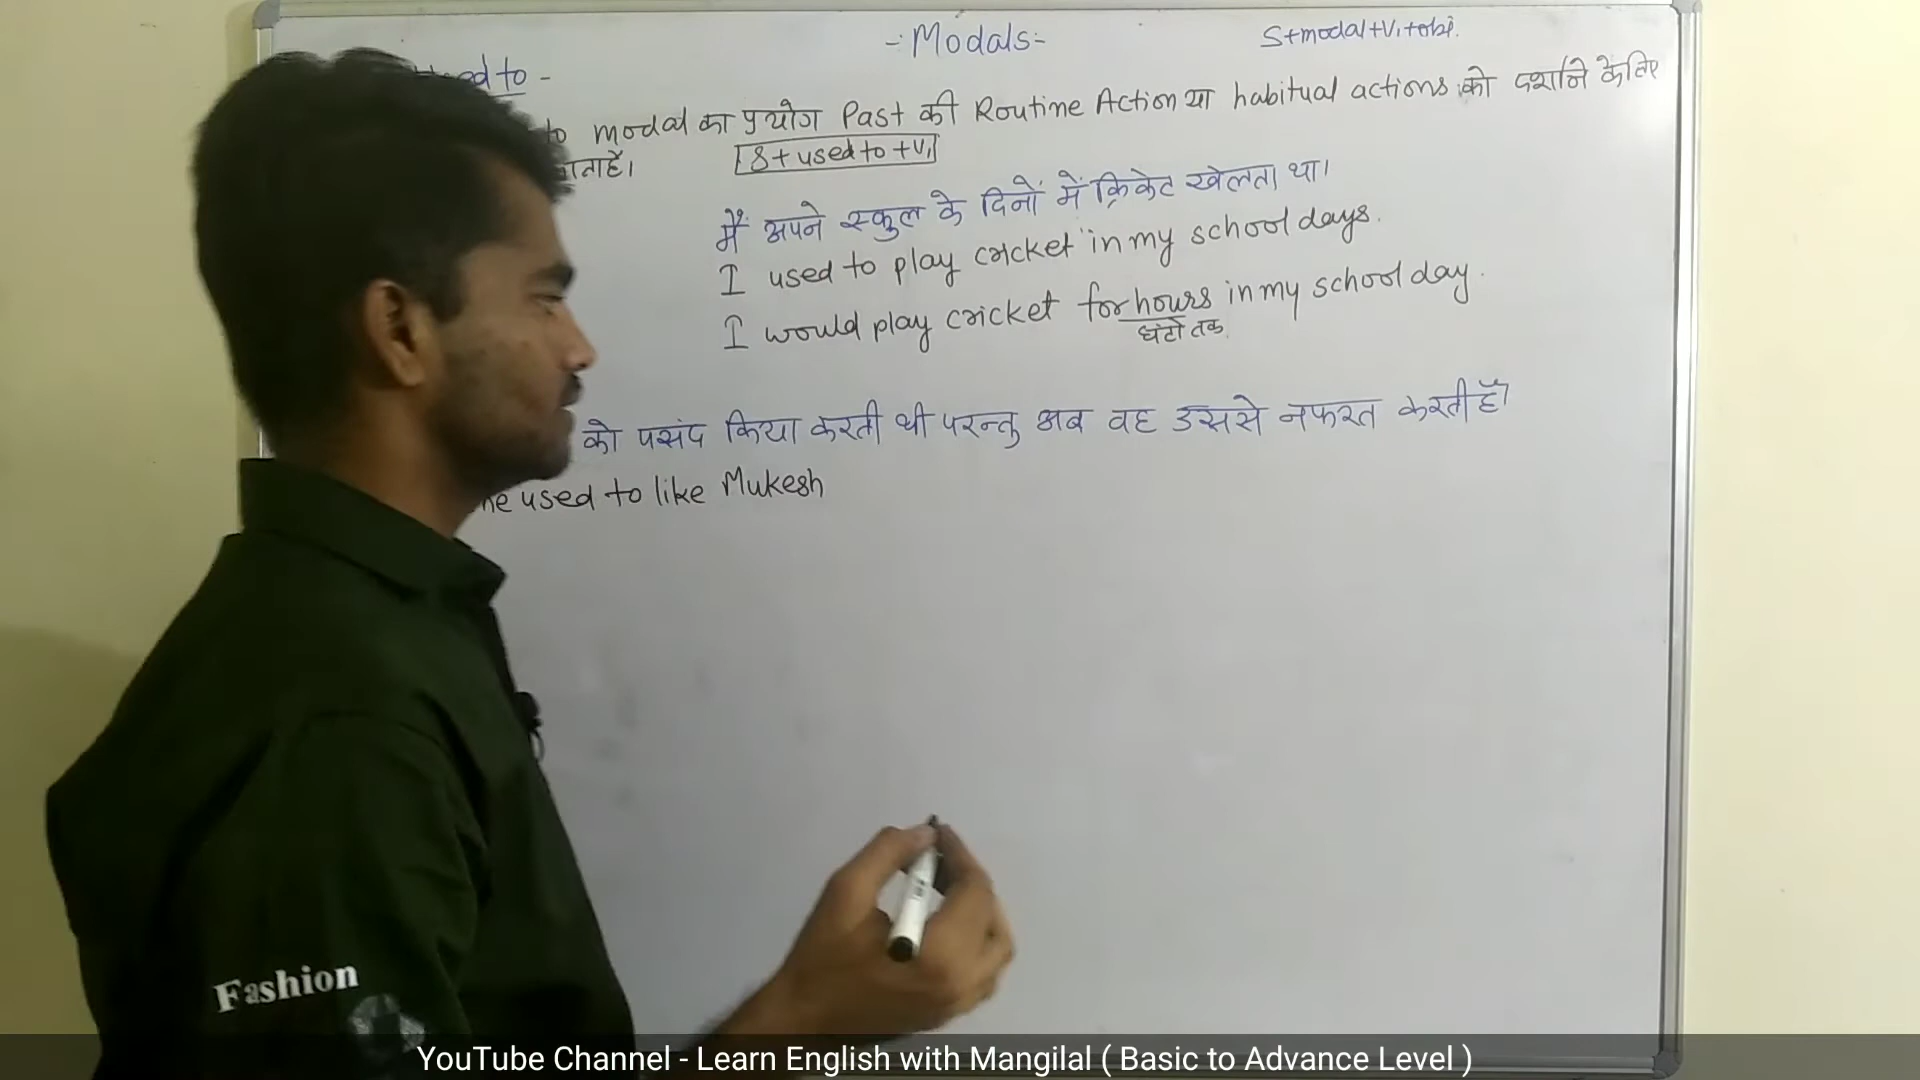 -: Modals:-
S+modal+V₁+obj.
to -
to modal का प्रयोग Past की Routine Action या habitual actions को दर्शाने के लिए
S+ used to +V₁
मैं अपने स्कुल के दिनों में क्रिकेट खेलता था।
I used to play cricket in my school days.
I would play cricket for hours in my school day.
घंटो तक
को पसंद किया करती थी परन्तु अब वह उससे नफरत करती हैं
used to like Mukesh
Fashion
YouTube Channel - Learn English with Mangilal ( Basic to Advance Level )